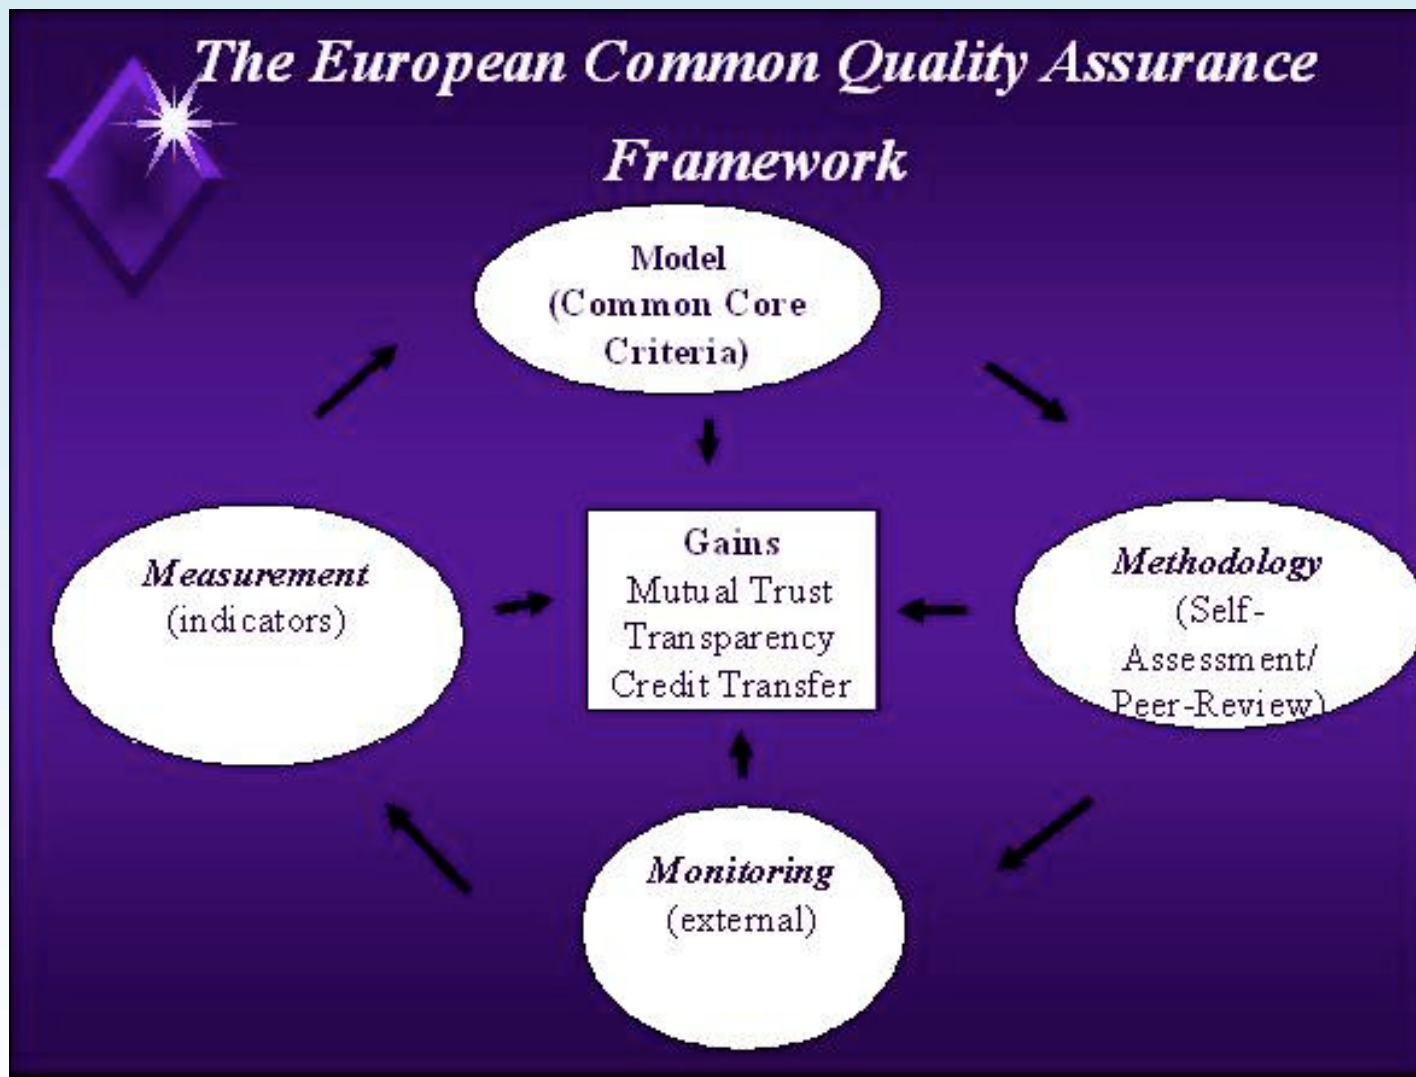 The European Common Quality Assurance
Framework
Model
(Common Core
Criteria)
Measurement
(indicators)
Gains
Mutual Trust
Transparency
Credit Transfer
Methodology
(Self-
Assessment/
Peer-Review)
Monitoring
(external)